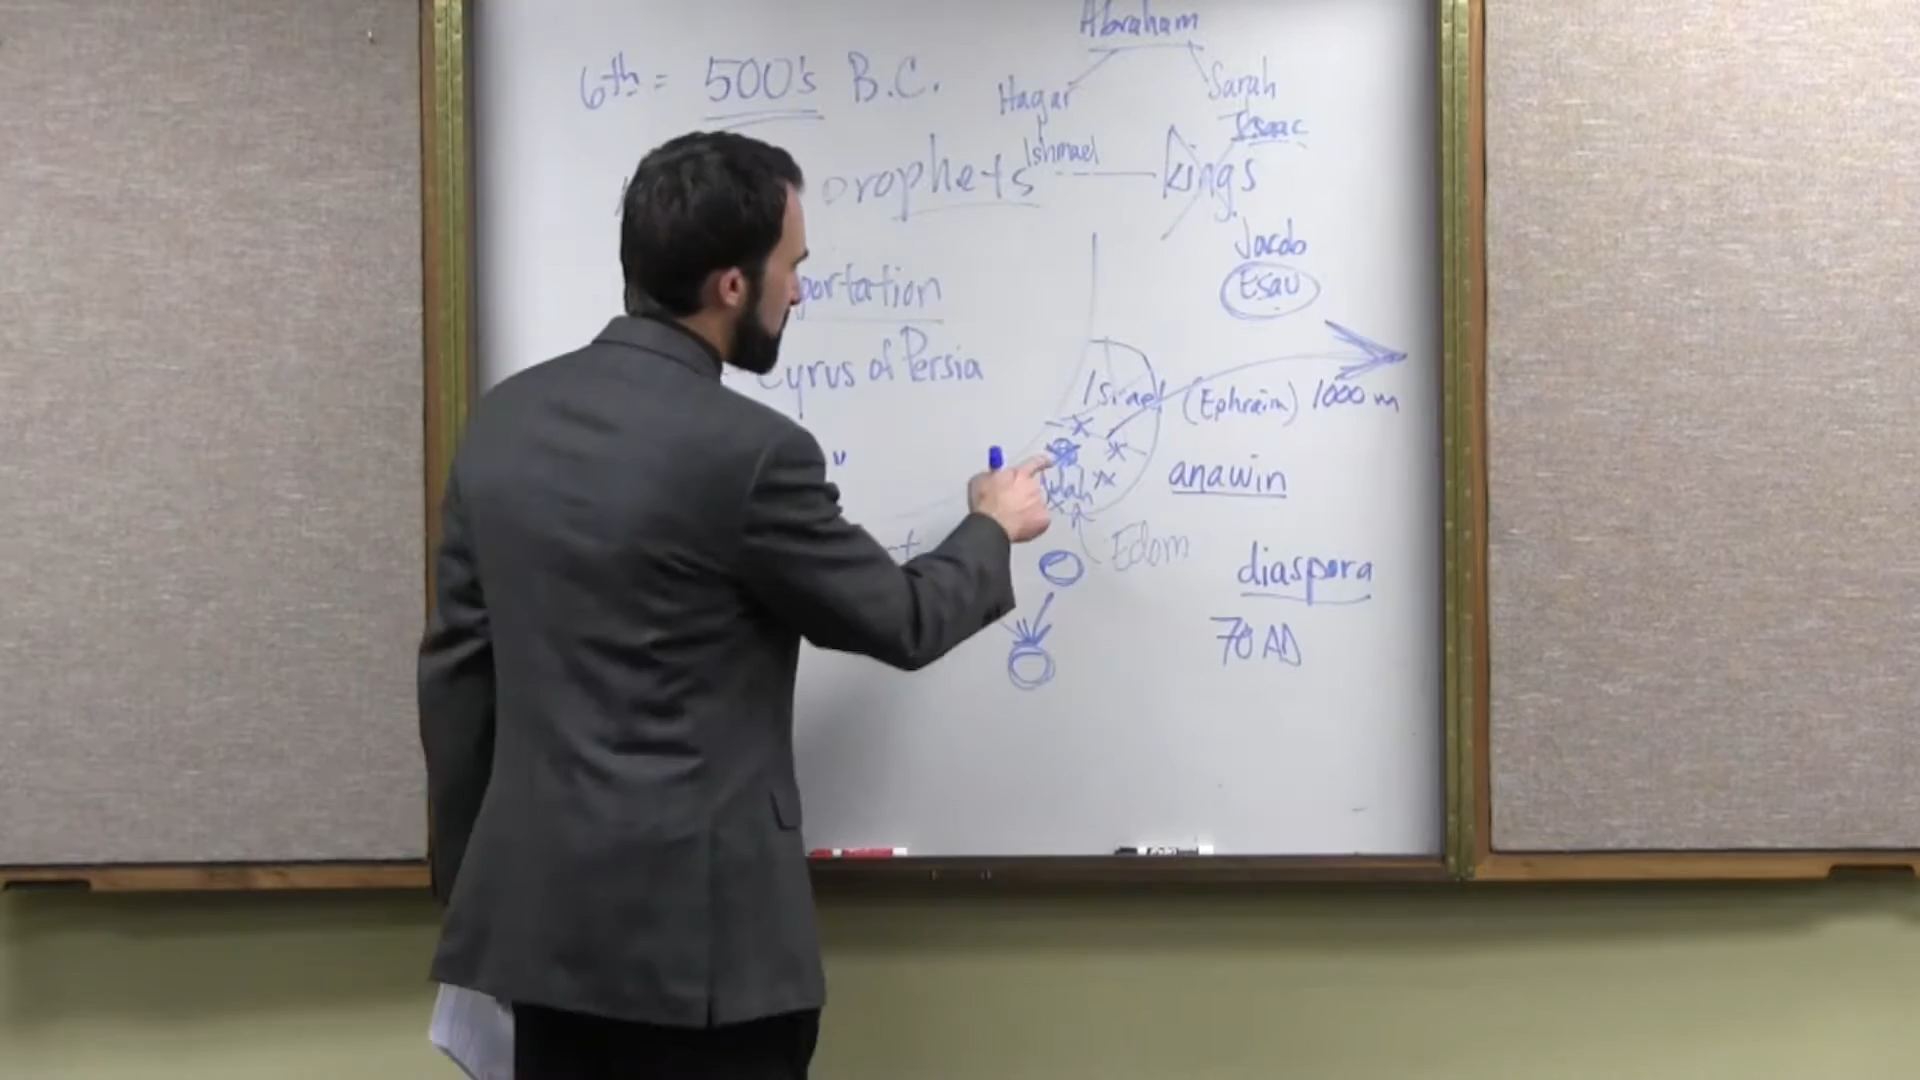 Abraham
6th = 500's B.C.
Hagar
Sarah
Isaac
Ishmael
prophets
kings
Jacob
Esau
portation
Cyrus of Persia
Israel (Ephraim) 1000 m
anawin
Edom
diaspora
70 AD